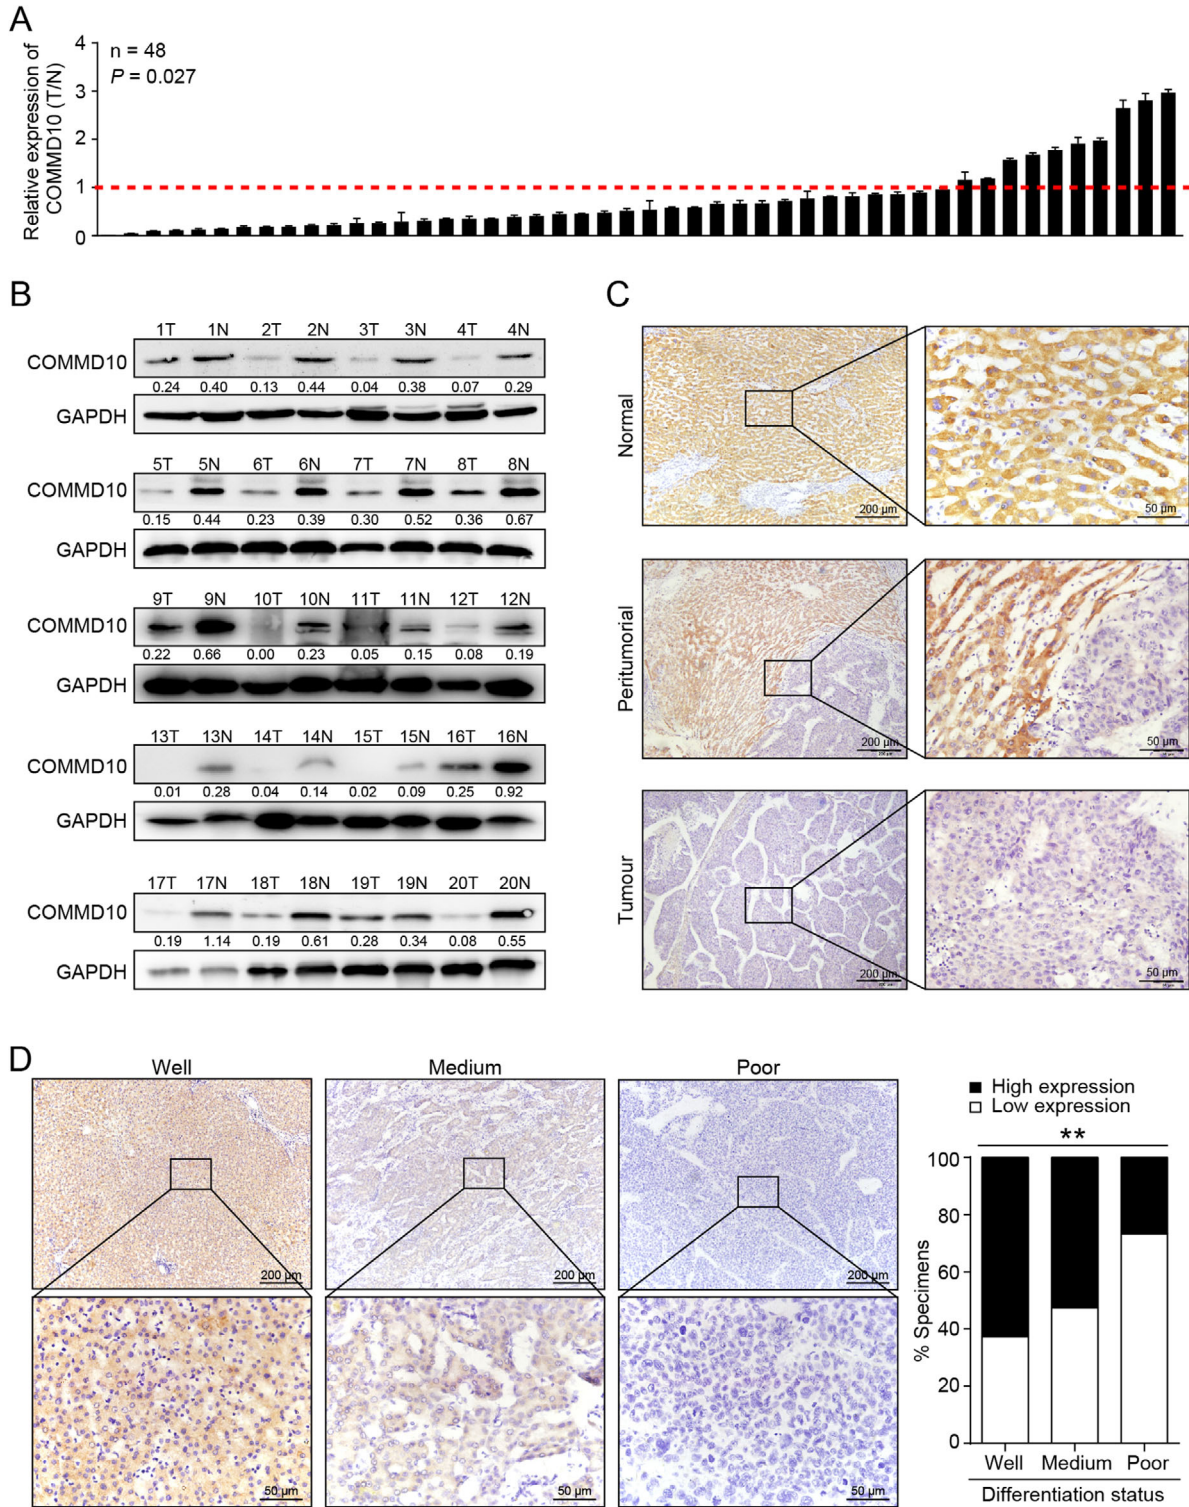 A
Relative expression of
COMMD10 (T/N)
4
3
2
1
0
n = 48
P = 0.027
B
1T 1N 2T 2N 3T 3N 4T 4N
COMMD10
0.24 0.40 0.13 0.44 0.04 0.38 0.07 0.29
GAPDH
5T 5N 6T 6N 7T 7N 8T 8N
COMMD10
0.15 0.44 0.23 0.39 0.30 0.52 0.36 0.67
GAPDH
9T 9N 10T 10N 11T 11N 12T 12N
COMMD10
0.22 0.66 0.00 0.23 0.05 0.15 0.08 0.19
GAPDH
13T 13N 14T 14N 15T 15N 16T 16N
COMMD10
0.01 0.28 0.04 0.14 0.02 0.09 0.25 0.92
GAPDH
17T 17N 18T 18N 19T 19N 20T 20N
COMMD10
0.19 1.14 0.19 0.61 0.28 0.34 0.08 0.55
GAPDH
C
Normal
200 µm
50 µm
Peritumorial
200 µm
50 µm
Tumour
200 µm
50 µm
D
Well
Medium
Poor
200 µm
200 µm
200 µm
50 µm
50 µm
50 µm
High expression
Low expression
**
% Specimens
100
80
60
40
20
0
Well Medium Poor
Differentiation status